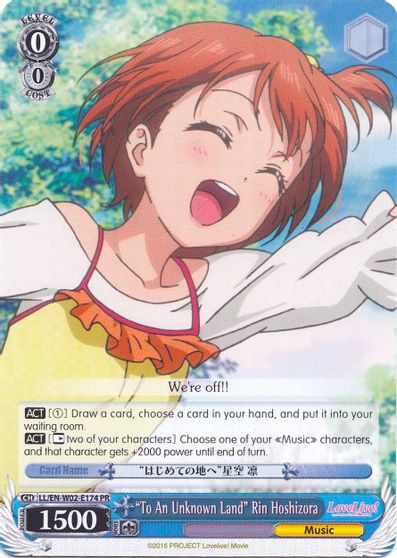 LEVEL
0
0
COST
We're off!!
ACT [①] Draw a card, choose a card in your hand, and put it into your
waiting room.
ACT [two of your characters] Choose one of your ≪Music≫ characters,
and that character gets +2000 power until end of turn.
Card Name
“はじめての地へ”星空 凛
CH LL/EN-W02-E174 PR
“To An Unknown Land” Rin Hoshizora
LoveLive!
POWER
1500
SOUL
Music
©2015 PROJECT Lovelive! Movie